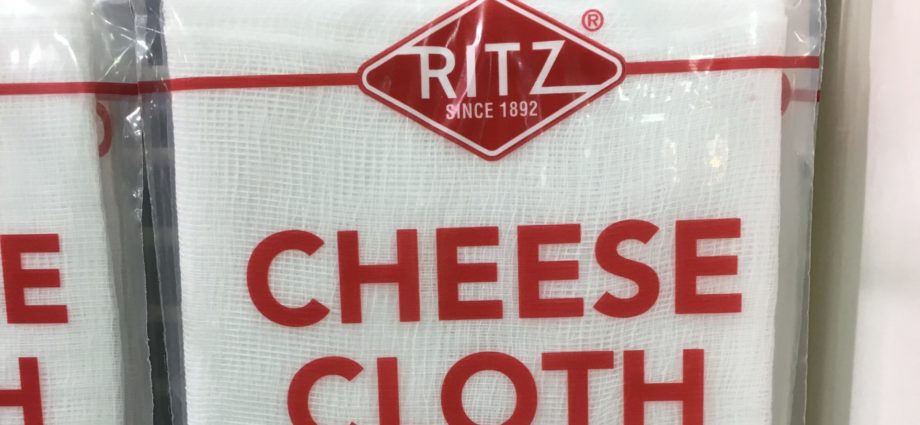 RITZ®
SINCE 1892
CHEESE
CLOTH
E
H